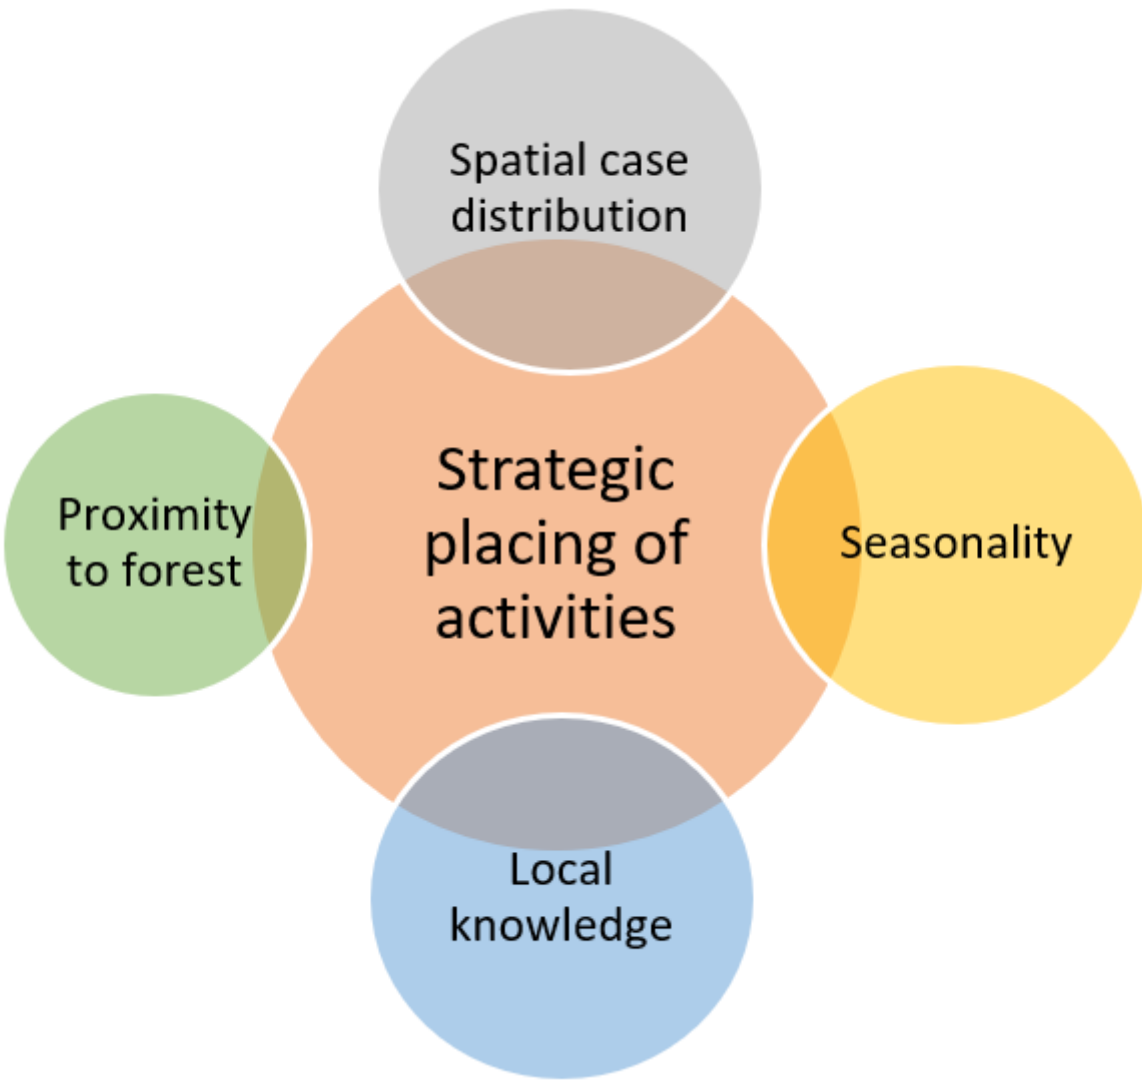 Spatial case
distribution
Proximity
to forest
Strategic
placing of
activities
Seasonality
Local
knowledge